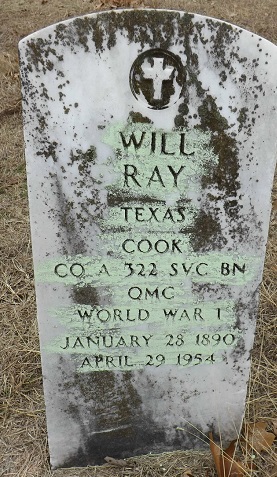 WILL
RAY
TEXAS
COOK
CO A 322 SVC BN
QMC
WORLD WAR I
JANUARY 28 1890
APRIL 29 1954